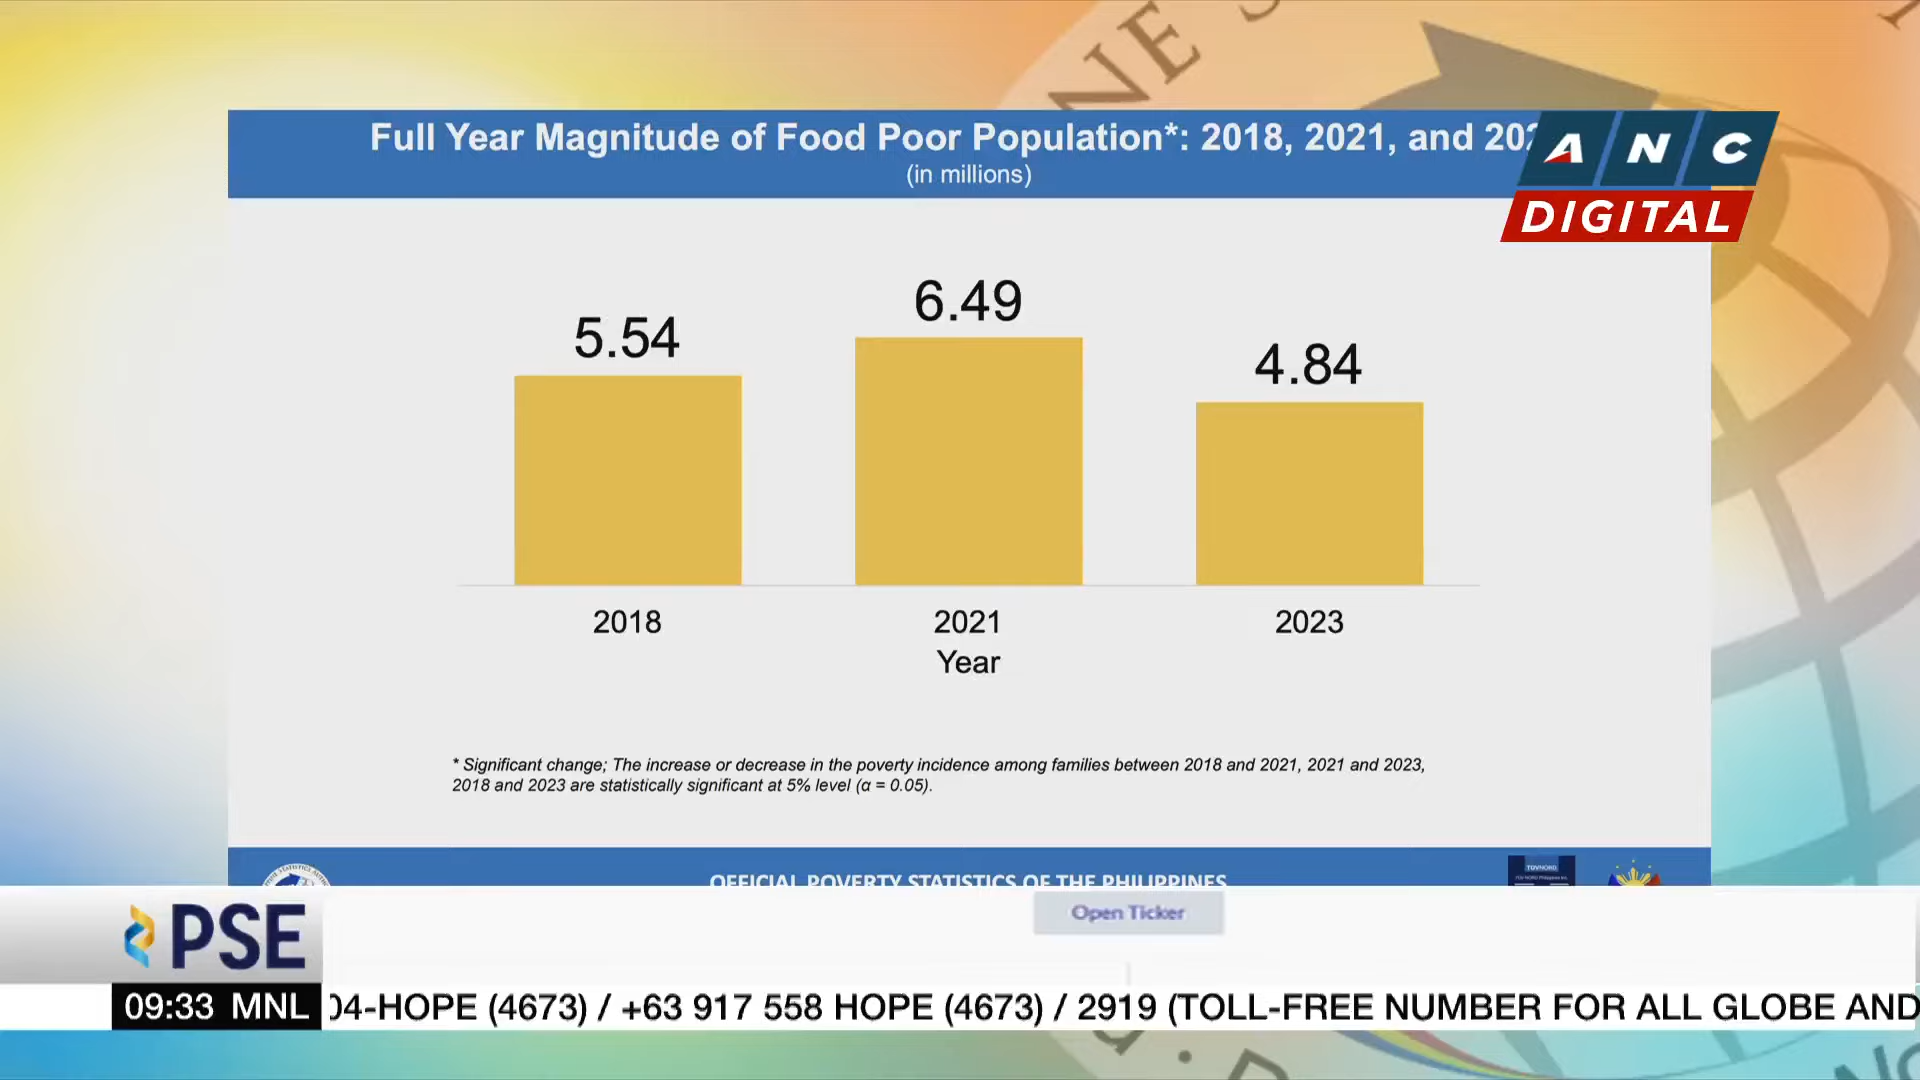 Full Year Magnitude of Food Poor Population*: 2018, 2021, and
(in millions)
ANC
DIGITAL
5.54
6.49
4.84
2018
2021
2023
Year
* Significant change; The increase or decrease in the poverty incidence among families between 2018 and 2021, 2021 and 2023,
2018 and 2023 are statistically significant at 5% level (α = 0.05).
OFFICIAL POVERTY STATISTICS OF THE PHILIPPINES
TUVNORD
Open Ticker
PSE
09:33 MNL
04-HOPE (4673) / +63 917 558 HOPE (4673) / 2919 (TOLL-FREE NUMBER FOR ALL GLOBE AND